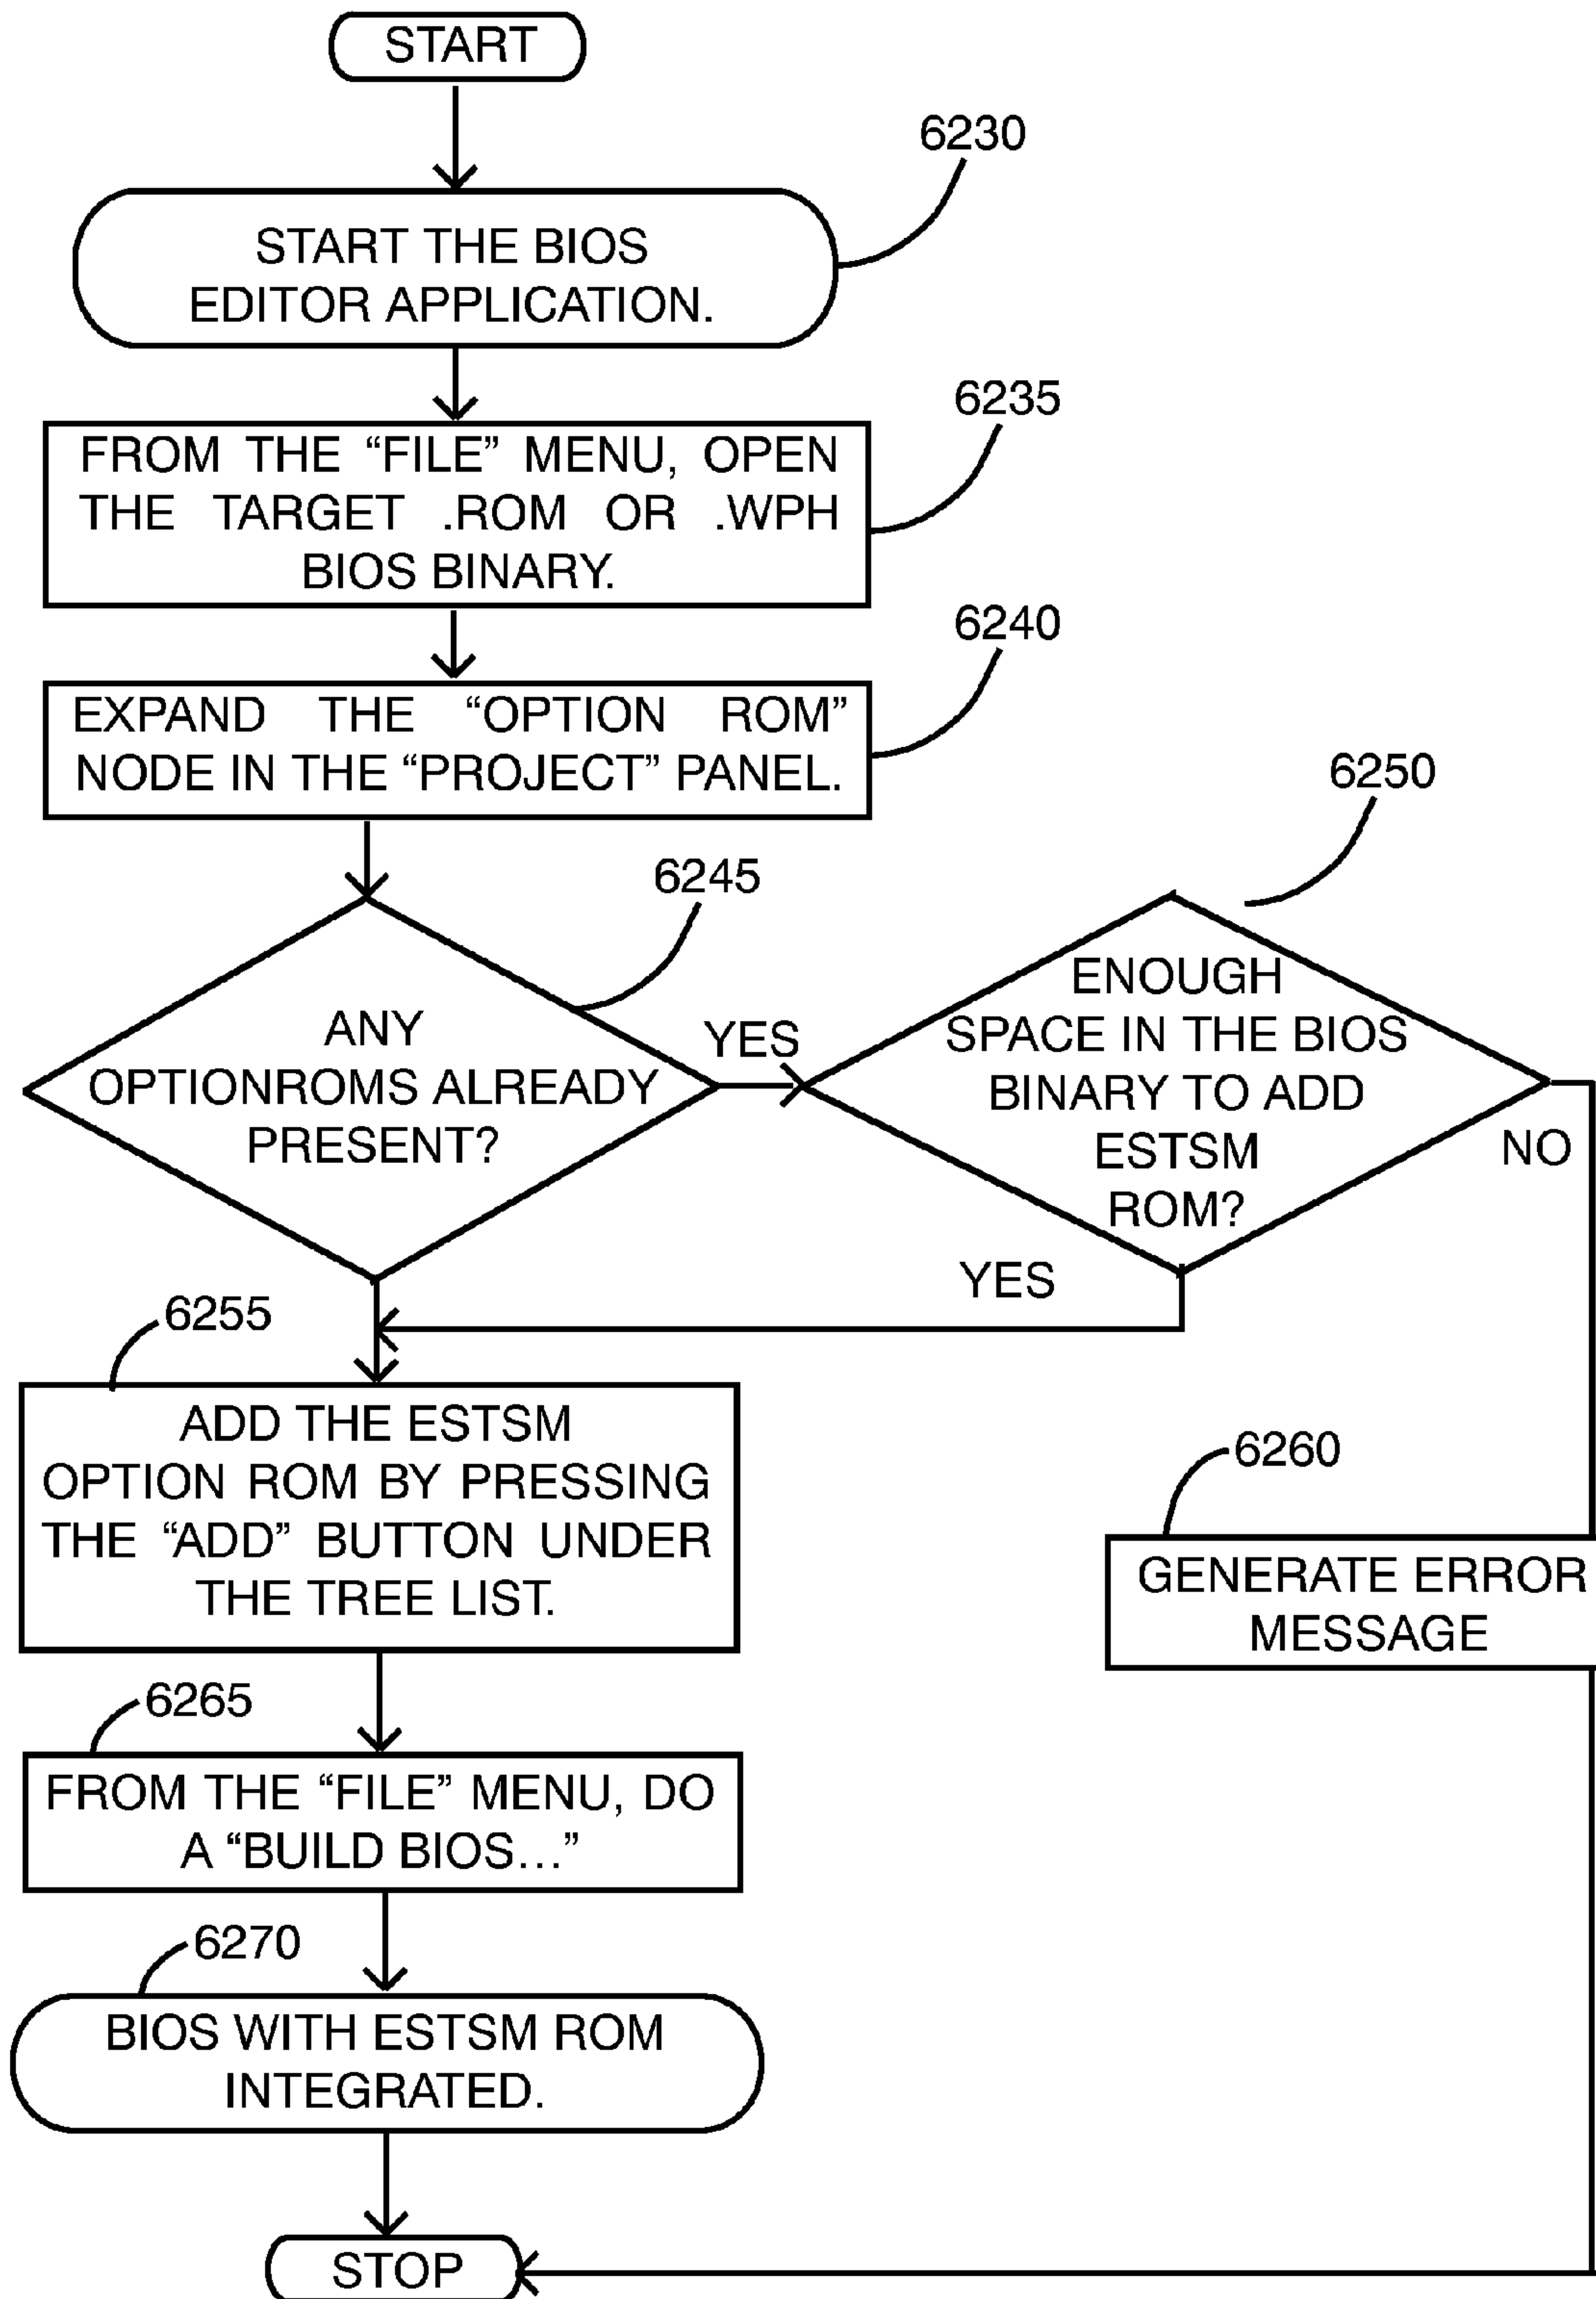 START
6230
START THE BIOS
EDITOR APPLICATION.
6235
FROM THE “FILE” MENU, OPEN
THE TARGET .ROM OR .WPH
BIOS BINARY.
6240
EXPAND THE “OPTION ROM”
NODE IN THE “PROJECT” PANEL.
6245
ANY
OPTIONROMS ALREADY
PRESENT?
YES
6250
ENOUGH
SPACE IN THE BIOS
BINARY TO ADD
ESTSM
ROM?
NO
YES
6255
ADD THE ESTSM
OPTION ROM BY PRESSING
THE “ADD” BUTTON UNDER
THE TREE LIST.
6260
GENERATE ERROR
MESSAGE
6265
FROM THE “FILE” MENU, DO
A “BUILD BIOS…”
6270
BIOS WITH ESTSM ROM
INTEGRATED.
STOP